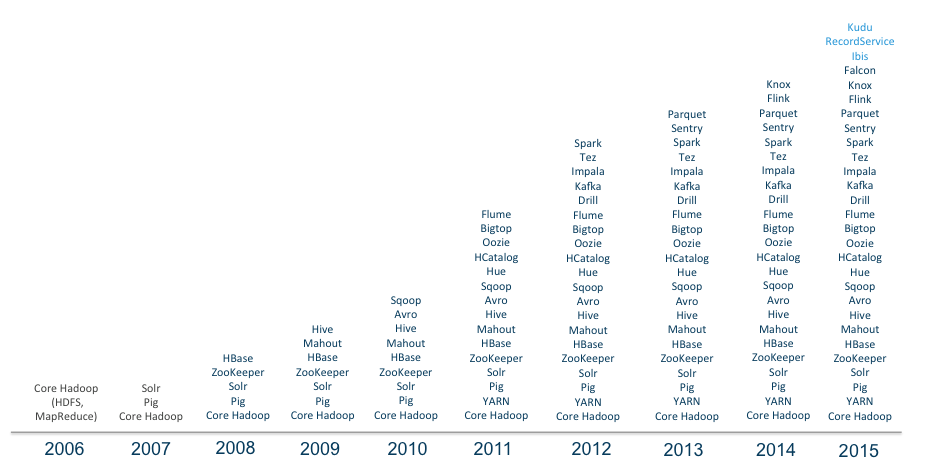 Core Hadoop
(HDFS,
MapReduce)
2006
Solr
Pig
Core Hadoop
2007
HBase
ZooKeeper
Solr
Pig
Core Hadoop
2008
Hive
Mahout
HBase
ZooKeeper
Solr
Pig
Core Hadoop
2009
Sqoop
Avro
Hive
Mahout
HBase
ZooKeeper
Solr
Pig
Core Hadoop
2010
Flume
Bigtop
Oozie
HCatalog
Hue
Sqoop
Avro
Hive
Mahout
HBase
ZooKeeper
Solr
Pig
YARN
Core Hadoop
2011
Spark
Tez
Impala
Kafka
Drill
Flume
Bigtop
Oozie
HCatalog
Hue
Sqoop
Avro
Hive
Mahout
HBase
ZooKeeper
Solr
Pig
YARN
Core Hadoop
2012
Parquet
Sentry
Spark
Tez
Impala
Kafka
Drill
Flume
Bigtop
Oozie
HCatalog
Hue
Sqoop
Avro
Hive
Mahout
HBase
ZooKeeper
Solr
Pig
YARN
Core Hadoop
2013
Knox
Flink
Parquet
Sentry
Spark
Tez
Impala
Kafka
Drill
Flume
Bigtop
Oozie
HCatalog
Hue
Sqoop
Avro
Hive
Mahout
HBase
ZooKeeper
Solr
Pig
YARN
Core Hadoop
2014
Kudu
RecordService
Ibis
Falcon
Knox
Flink
Parquet
Sentry
Spark
Tez
Impala
Kafka
Drill
Flume
Bigtop
Oozie
HCatalog
Hue
Sqoop
Avro
Hive
Mahout
HBase
ZooKeeper
Solr
Pig
YARN
Core Hadoop
2015